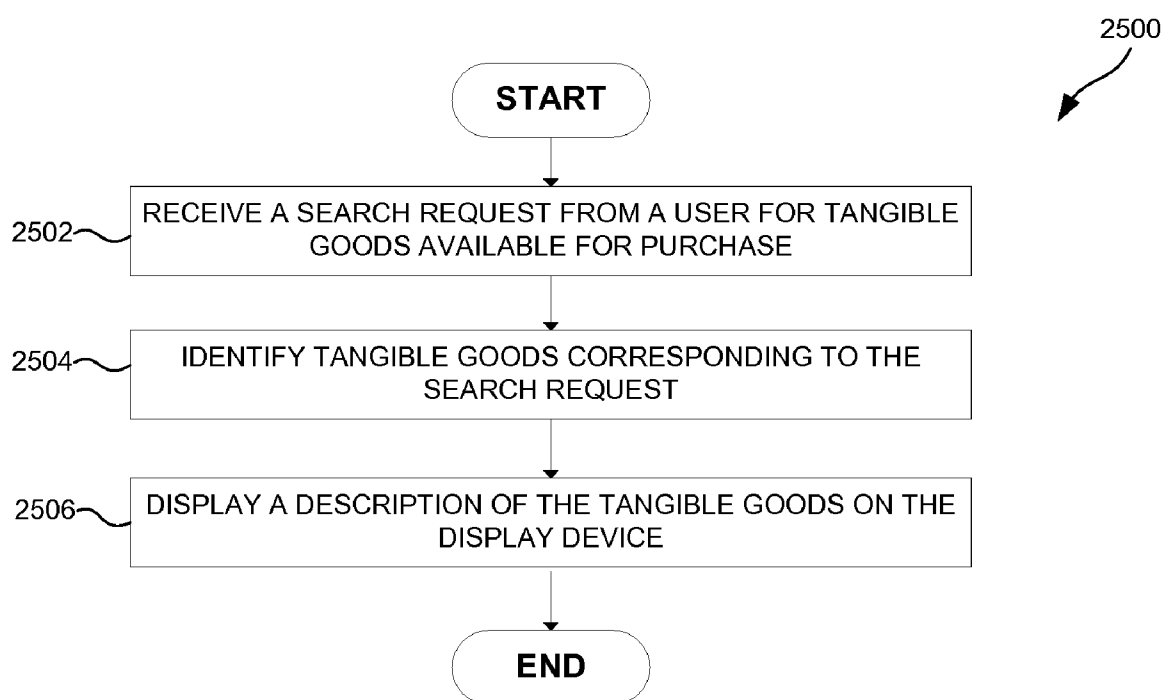 2500
START
2502
RECEIVE A SEARCH REQUEST FROM A USER FOR TANGIBLE
GOODS AVAILABLE FOR PURCHASE
2504
IDENTIFY TANGIBLE GOODS CORRESPONDING TO THE
SEARCH REQUEST
2506
DISPLAY A DESCRIPTION OF THE TANGIBLE GOODS ON THE
DISPLAY DEVICE
END